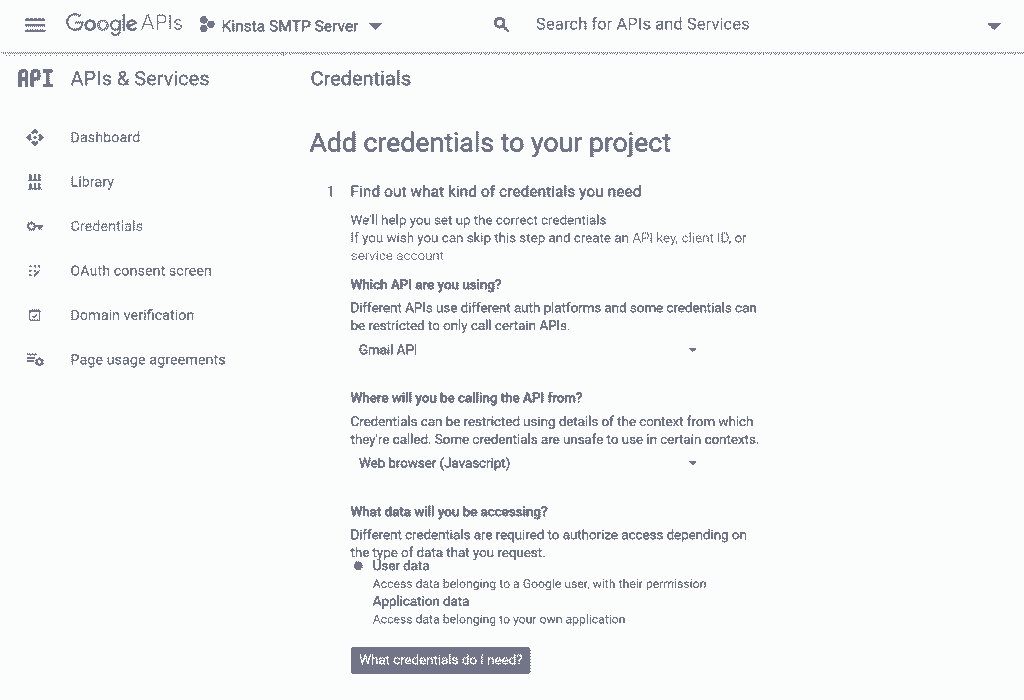 Google APIs Kinsta SMTP Server Search for APIs and Services
API APIs & Services Credentials
Dashboard
Library
Credentials
OAuth consent screen
Domain verification
Page usage agreements
Add credentials to your project
1 Find out what kind of credentials you need
We'll help you set up the correct credentials
If you wish you can skip this step and create an API key, client ID, or
service account
Which API are you using?
Different APIs use different auth platforms and some credentials can
be restricted to only call certain APIs.
Gmail API
Where will you be calling the API from?
Credentials can be restricted using details of the context from which
they're called. Some credentials are unsafe to use in certain contexts.
Web browser (Javascript)
What data will you be accessing?
Different credentials are required to authorize access depending on
the type of data that you request.
User data
Access data belonging to a Google user, with their permission
Application data
Access data belonging to your own application
What credentials do I need?